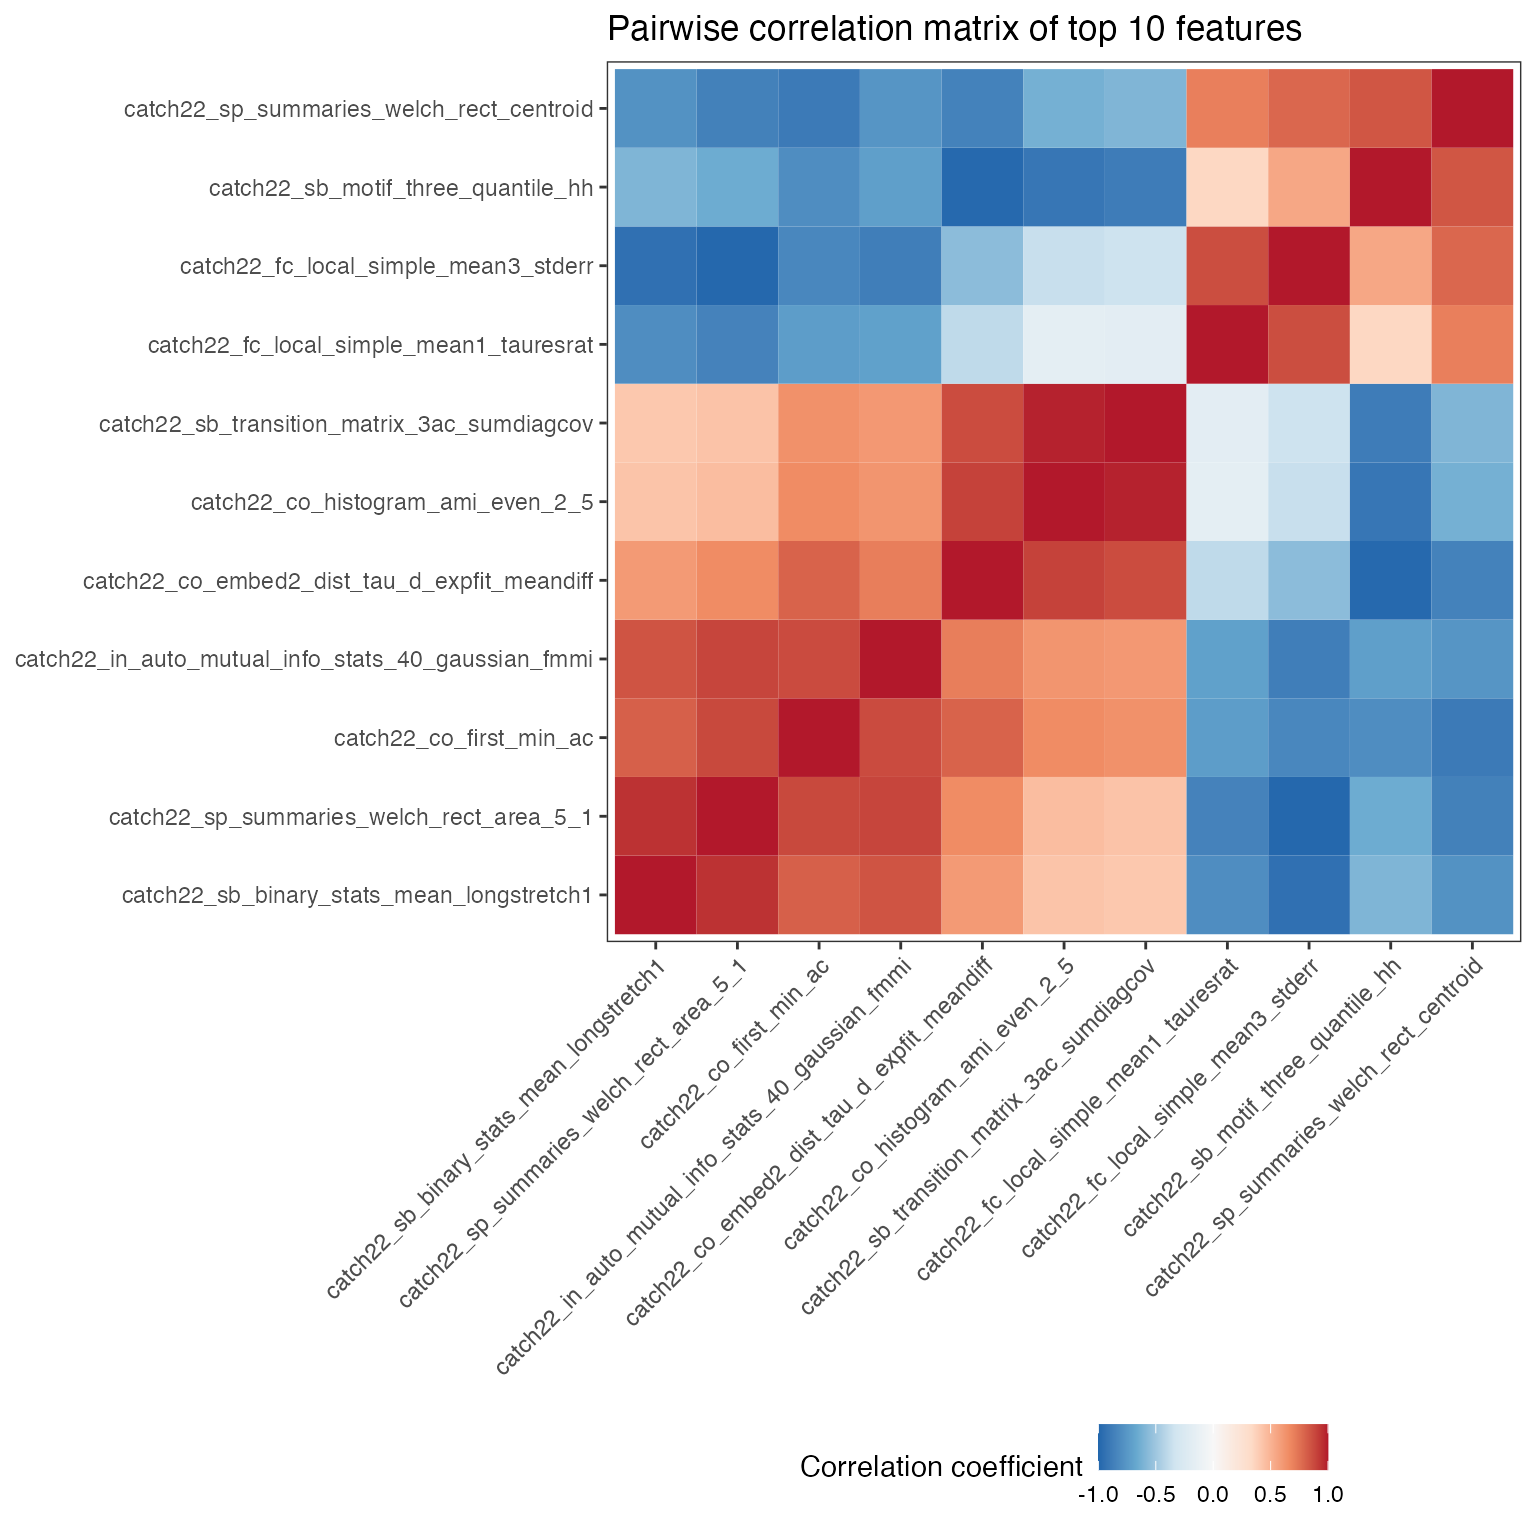 Pairwise correlation matrix of top 10 features
catch22_sp_summaries_welch_rect_centroid
catch22_sb_motif_three_quantile_hh
catch22_fc_local_simple_mean3_stderr
catch22_fc_local_simple_mean1_tauresrat
catch22_sb_transition_matrix_3ac_sumdiagcov
catch22_co_histogram_ami_even_2_5
catch22_co_embed2_dist_tau_d_expfit_meandiff
catch22_in_auto_mutual_info_stats_40_gaussian_fmmi
catch22_co_first_min_ac
catch22_sp_summaries_welch_rect_area_5_1
catch22_sb_binary_stats_mean_longstretch1
catch22_sb_binary_stats_mean_longstretch1
catch22_sp_summaries_welch_rect_area_5_1
catch22_co_first_min_ac
catch22_in_auto_mutual_info_stats_40_gaussian_fmmi
catch22_co_embed2_dist_tau_d_expfit_meandiff
catch22_co_histogram_ami_even_2_5
catch22_sb_transition_matrix_3ac_sumdiagcov
catch22_fc_local_simple_mean1_tauresrat
catch22_fc_local_simple_mean3_stderr
catch22_sb_motif_three_quantile_hh
catch22_sp_summaries_welch_rect_centroid
Correlation coefficient
-1.0 -0.5 0.0 0.5 1.0